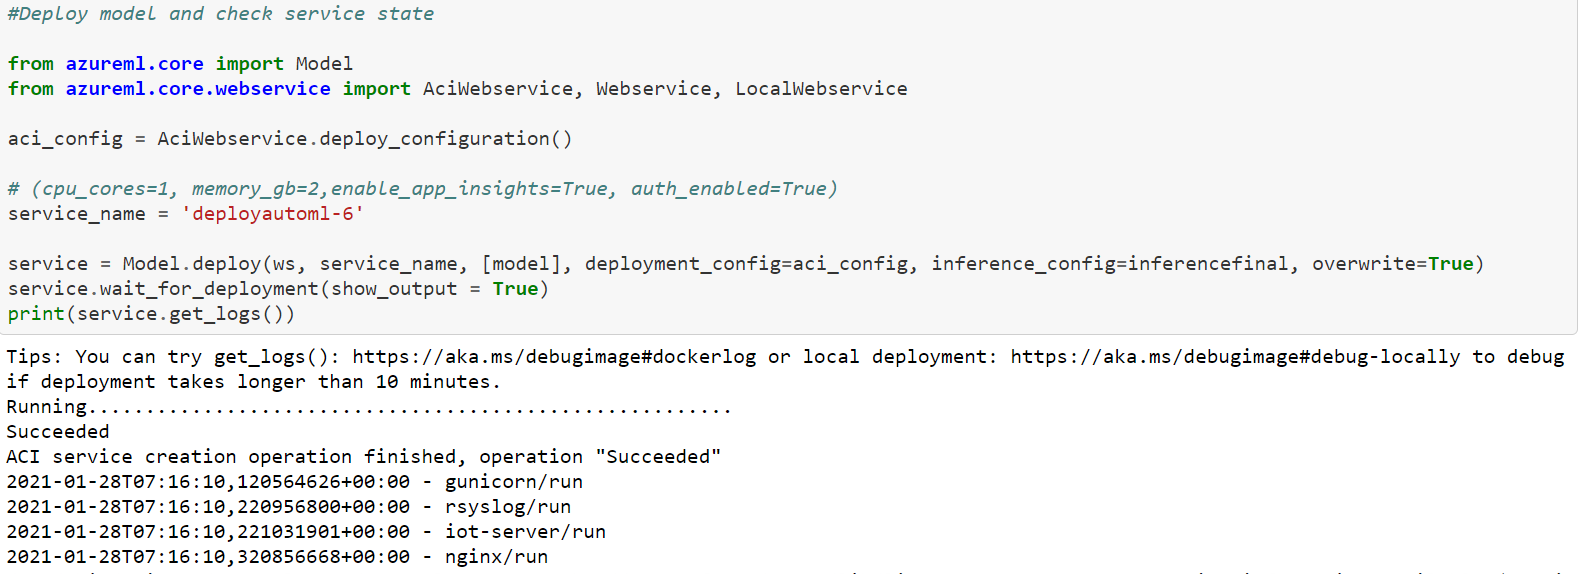 #Deploy model and check service state
from azureml.core import Model
from azureml.core.webservice import AciWebservice, Webservice, LocalWebservice
aci_config = AciWebservice.deploy_configuration()
# (cpu_cores=1, memory_gb=2,enable_app_insights=True, auth_enabled=True)
service_name = 'deployautoml-6'
service = Model.deploy(ws, service_name, [model], deployment_config=aci_config, inference_config=inferencefinal, overwrite=True)
service.wait_for_deployment(show_output = True)
print(service.get_logs())
Tips: You can try get_logs(): https://aka.ms/debugimage#dockerlog or local deployment: https://aka.ms/debugimage#debug-locally to debug
if deployment takes longer than 10 minutes.
Running........................................................
Succeeded
ACI service creation operation finished, operation "Succeeded"
2021-01-28T07:16:10,120564626+00:00 - gunicorn/run
2021-01-28T07:16:10,220956800+00:00 - rsyslog/run
2021-01-28T07:16:10,221031901+00:00 - iot-server/run
2021-01-28T07:16:10,320856668+00:00 - nginx/run